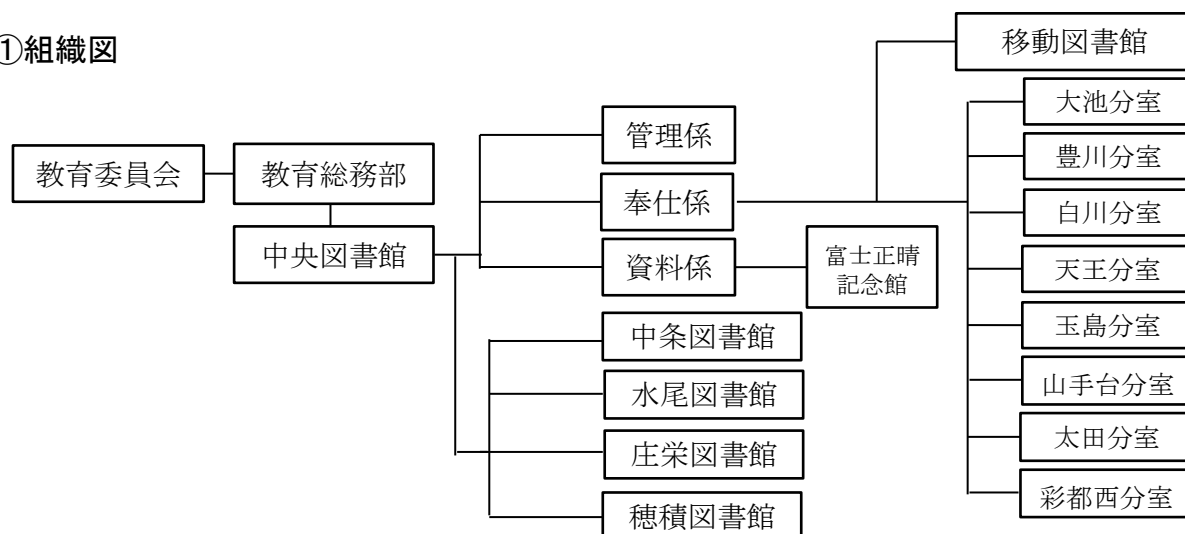 ①組織図
教育委員会
教育総務部
中央図書館
管理係
奉仕係
資料係
富士正晴
記念館
中条図書館
水尾図書館
庄栄図書館
穂積図書館
移動図書館
大池分室
豊川分室
白川分室
天王分室
玉島分室
山手台分室
太田分室
彩都西分室